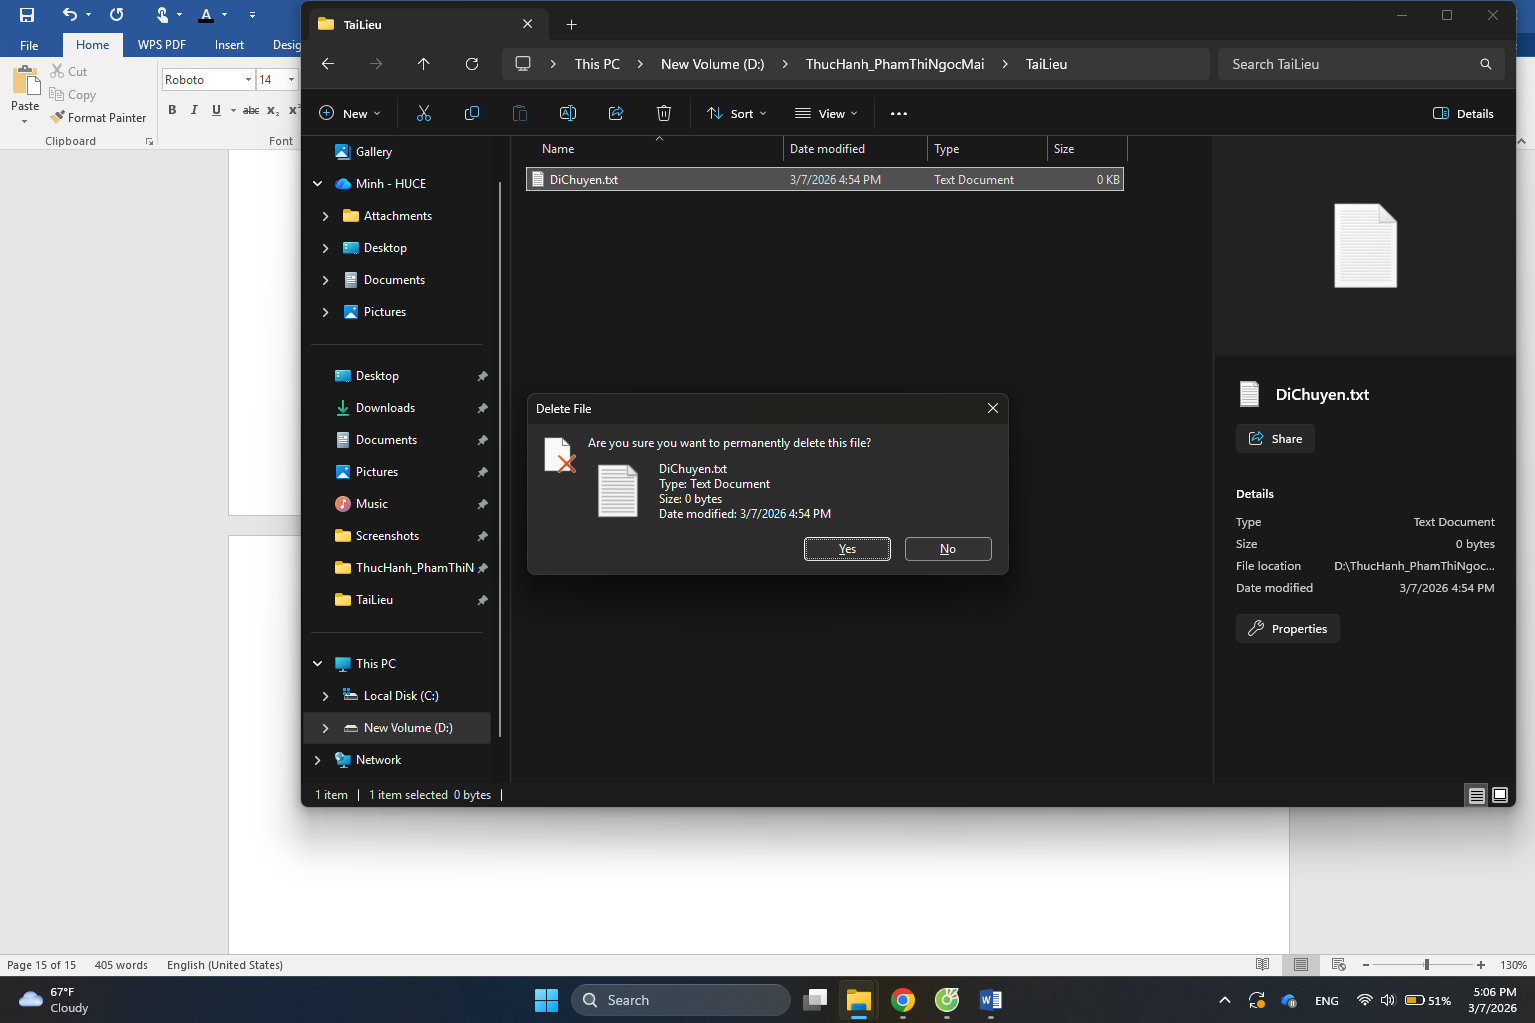 File
Home
WPS PDF
Insert
Desig
Cut
Copy
Paste
Format Painter
Clipboard
Roboto
14
B I U abc x₂ x²
Font
TaiLieu
This PC > New Volume (D:) > ThucHanh_PhamThiNgocMai > TaiLieu
Search TaiLieu
New
Sort
View
Details
Gallery
Minh - HUCE
Attachments
Desktop
Documents
Pictures
Desktop
Downloads
Documents
Pictures
Music
Screenshots
ThucHanh_PhamThiN
TaiLieu
This PC
Local Disk (C:)
New Volume (D:)
Network
Name Date modified Type Size
DiChuyen.txt 3/7/2026 4:54 PM Text Document 0 KB
Delete File
Are you sure you want to permanently delete this file?
DiChuyen.txt
Type: Text Document
Size: 0 bytes
Date modified: 3/7/2026 4:54 PM
Yes No
DiChuyen.txt
Share
Details
Type Text Document
Size 0 bytes
File location D:\ThucHanh_PhamThiNgoc...
Date modified 3/7/2026 4:54 PM
Properties
1 item | 1 item selected 0 bytes |
Page 15 of 15 405 words English (United States)
130%
67°F
Cloudy
Search
ENG
51%
5:06 PM
3/7/2026